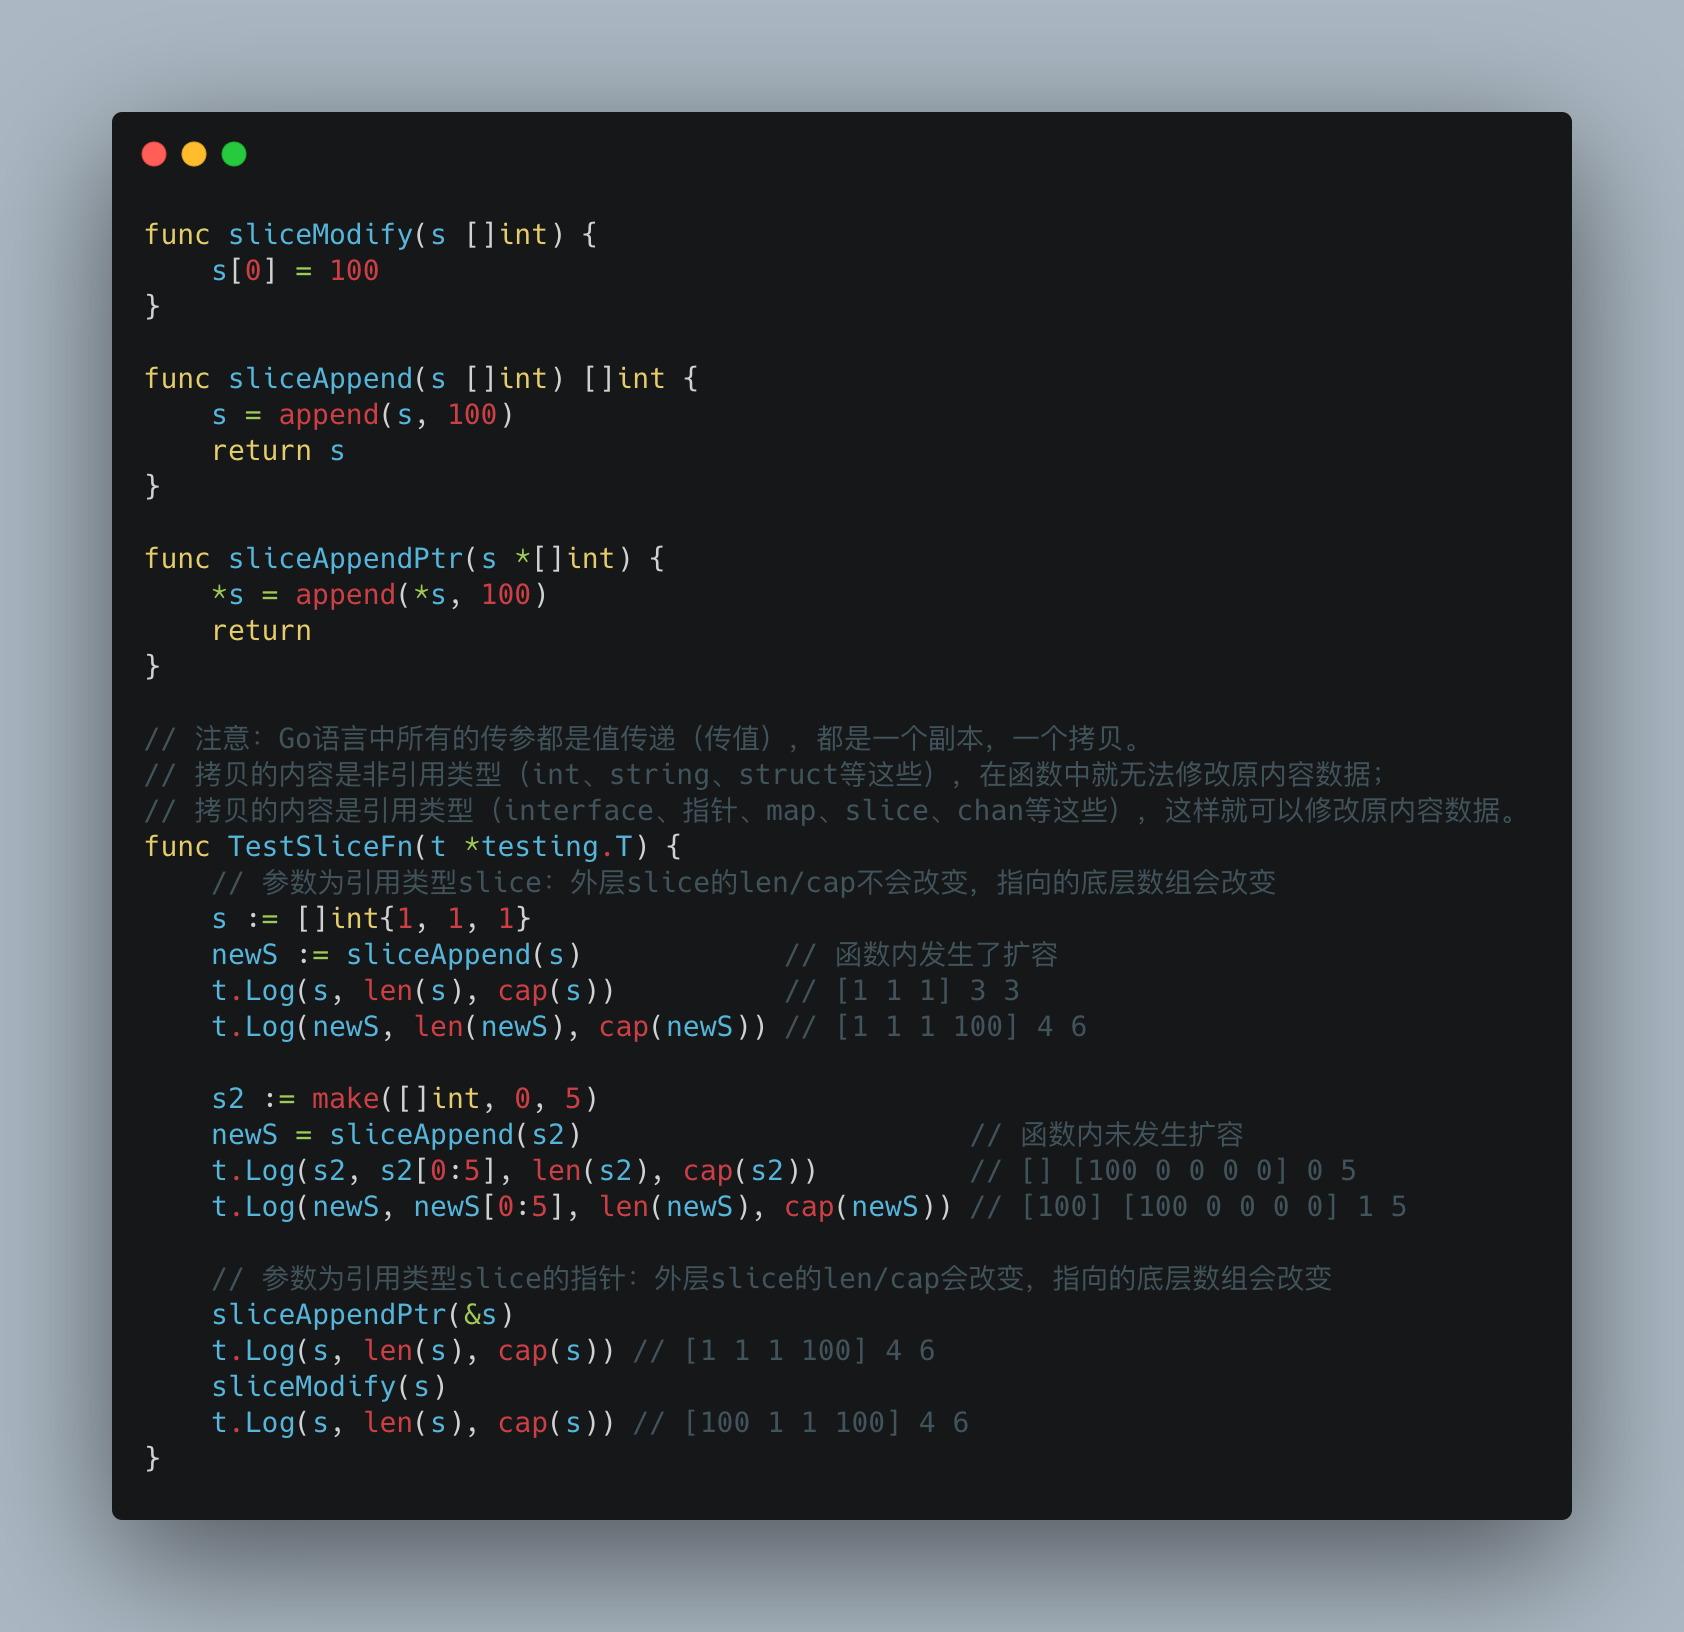 func sliceModify(s []int) {
    s[0] = 100
}

func sliceAppend(s []int) []int {
    s = append(s, 100)
    return s
}

func sliceAppendPtr(s *[]int) {
    *s = append(*s, 100)
    return
}

// 注意：Go语言中所有的传参都是值传递（传值），都是一个副本，一个拷贝。
// 拷贝的内容是非引用类型（int、string、struct等这些），在函数中就无法修改原内容数据；
// 拷贝的内容是引用类型（interface、指针、map、slice、chan等这些），这样就可以修改原内容数据。
func TestSliceFn(t *testing.T) {
    // 参数为引用类型slice：外层slice的len/cap不会改变，指向的底层数组会改变
    s := []int{1, 1, 1}
    newS := sliceAppend(s)            // 函数内发生了扩容
    t.Log(s, len(s), cap(s))          // [1 1 1] 3 3
    t.Log(newS, len(newS), cap(newS)) // [1 1 1 100] 4 6

    s2 := make([]int, 0, 5)
    newS = sliceAppend(s2)                       // 函数内未发生扩容
    t.Log(s2, s2[0:5], len(s2), cap(s2))         // [] [100 0 0 0 0] 0 5
    t.Log(newS, newS[0:5], len(newS), cap(newS)) // [100] [100 0 0 0 0] 1 5

    // 参数为引用类型slice的指针：外层slice的len/cap会改变，指向的底层数组会改变
    sliceAppendPtr(&s)
    t.Log(s, len(s), cap(s)) // [1 1 1 100] 4 6
    sliceModify(s)
    t.Log(s, len(s), cap(s)) // [100 1 1 100] 4 6
}